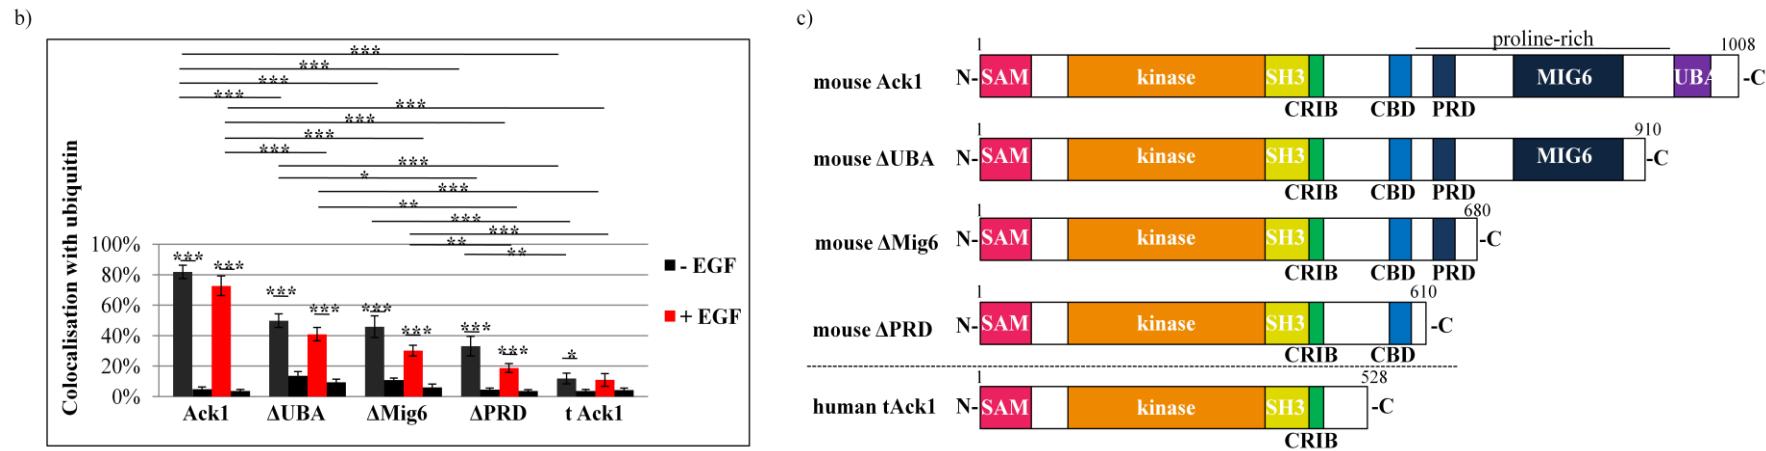 b)
***
***
***
***
***
***
***
***
***
*
***
**
***
***
**
**
Colocalisation with ubiquitin
100%
80%
60%
40%
20%
0%
*** *** *** *** *** *** *** *** *
Ack1 ΔUBA ΔMig6 ΔPRD t Ack1
- EGF
+ EGF
c)
1 proline-rich 1008
mouse Ack1 N- SAM kinase SH3 MIG6 UBA -C
CRIB CBD PRD
1 910
mouse ΔUBA N- SAM kinase SH3 MIG6 -C
CRIB CBD PRD
1 680
mouse ΔMig6 N- SAM kinase SH3 -C
CRIB CBD PRD
1 610
mouse ΔPRD N- SAM kinase SH3 -C
CRIB CBD
1 528
human tAck1 N- SAM kinase SH3 -C
CRIB